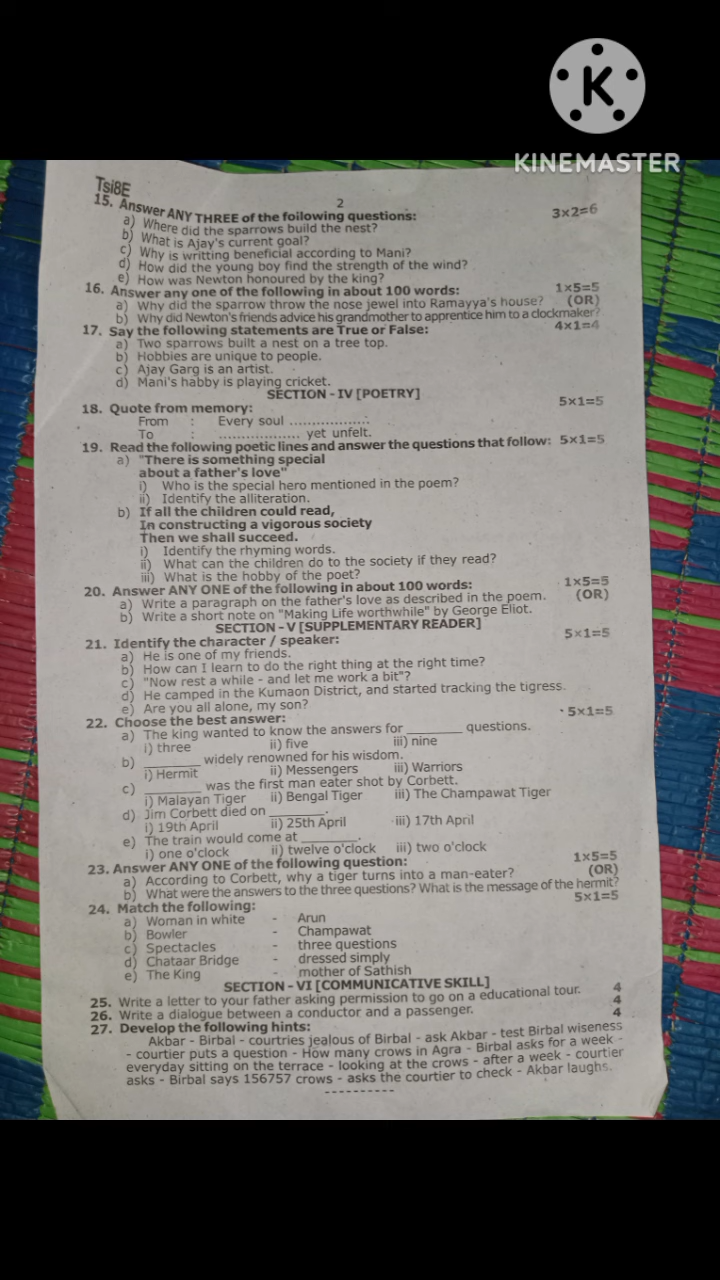 K
KINEMASTER
Tsi8E
2
15. Answer ANY THREE of the following questions: 3×2=6
a) Where did the sparrows build the nest?
b) What is Ajay's current goal?
c) Why is writting beneficial according to Mani?
d) How did the young boy find the strength of the wind?
e) How was Newton honoured by the king?
16. Answer any one of the following in about 100 words: 1×5=5
a) Why did the sparrow throw the nose jewel into Ramayya's house? (OR)
b) Why did Newton's friends advice his grandmother to apprentice him to a clockmaker?
17. Say the following statements are True or False: 4×1=4
a) Two sparrows built a nest on a tree top.
b) Hobbies are unique to people.
c) Ajay Garg is an artist.
d) Mani's habby is playing cricket.
SECTION - IV [POETRY]
18. Quote from memory: 5×1=5
From : Every soul ...................
To : ................... yet unfelt.
19. Read the following poetic lines and answer the questions that follow: 5×1=5
a) "There is something special
about a father's love"
i) Who is the special hero mentioned in the poem?
ii) Identify the alliteration.
b) If all the children could read,
In constructing a vigorous society
Then we shall succeed.
i) Identify the rhyming words.
ii) What can the children do to the society if they read?
iii) What is the hobby of the poet?
20. Answer ANY ONE of the following in about 100 words: 1×5=5
a) Write a paragraph on the father's love as described in the poem. (OR)
b) Write a short note on "Making Life worthwhile" by George Eliot.
SECTION - V [SUPPLEMENTARY READER]
21. Identify the character / speaker: 5×1=5
a) He is one of my friends.
b) How can I learn to do the right thing at the right time?
c) "Now rest a while - and let me work a bit"?
d) He camped in the Kumaon District, and started tracking the tigress.
e) Are you all alone, my son?
22. Choose the best answer: 5×1=5
a) The king wanted to know the answers for ________ questions.
i) three ii) five iii) nine
b) ________ widely renowned for his wisdom.
i) Hermit ii) Messengers iii) Warriors
c) ________ was the first man eater shot by Corbett.
i) Malayan Tiger ii) Bengal Tiger iii) The Champawat Tiger
d) Jim Corbett died on ________.
i) 19th April ii) 25th April iii) 17th April
e) The train would come at ________.
i) one o'clock ii) twelve o'clock iii) two o'clock
23. Answer ANY ONE of the following question: 1×5=5
a) According to Corbett, why a tiger turns into a man-eater? (OR)
b) What were the answers to the three questions? What is the message of the hermit?
24. Match the following: 5×1=5
a) Woman in white - Arun
b) Bowler - Champawat
c) Spectacles - three questions
d) Chataar Bridge - dressed simply
e) The King - mother of Sathish
SECTION - VI [COMMUNICATIVE SKILL]
25. Write a letter to your father asking permission to go on a educational tour. 4
26. Write a dialogue between a conductor and a passenger. 4
27. Develop the following hints: 4
Akbar - Birbal - courtries jealous of Birbal - ask Akbar - test Birbal wiseness
- courtier puts a question - How many crows in Agra - Birbal asks for a week -
everyday sitting on the terrace - looking at the crows - after a week - courtier
asks - Birbal says 156757 crows - asks the courtier to check - Akbar laughs.
----------